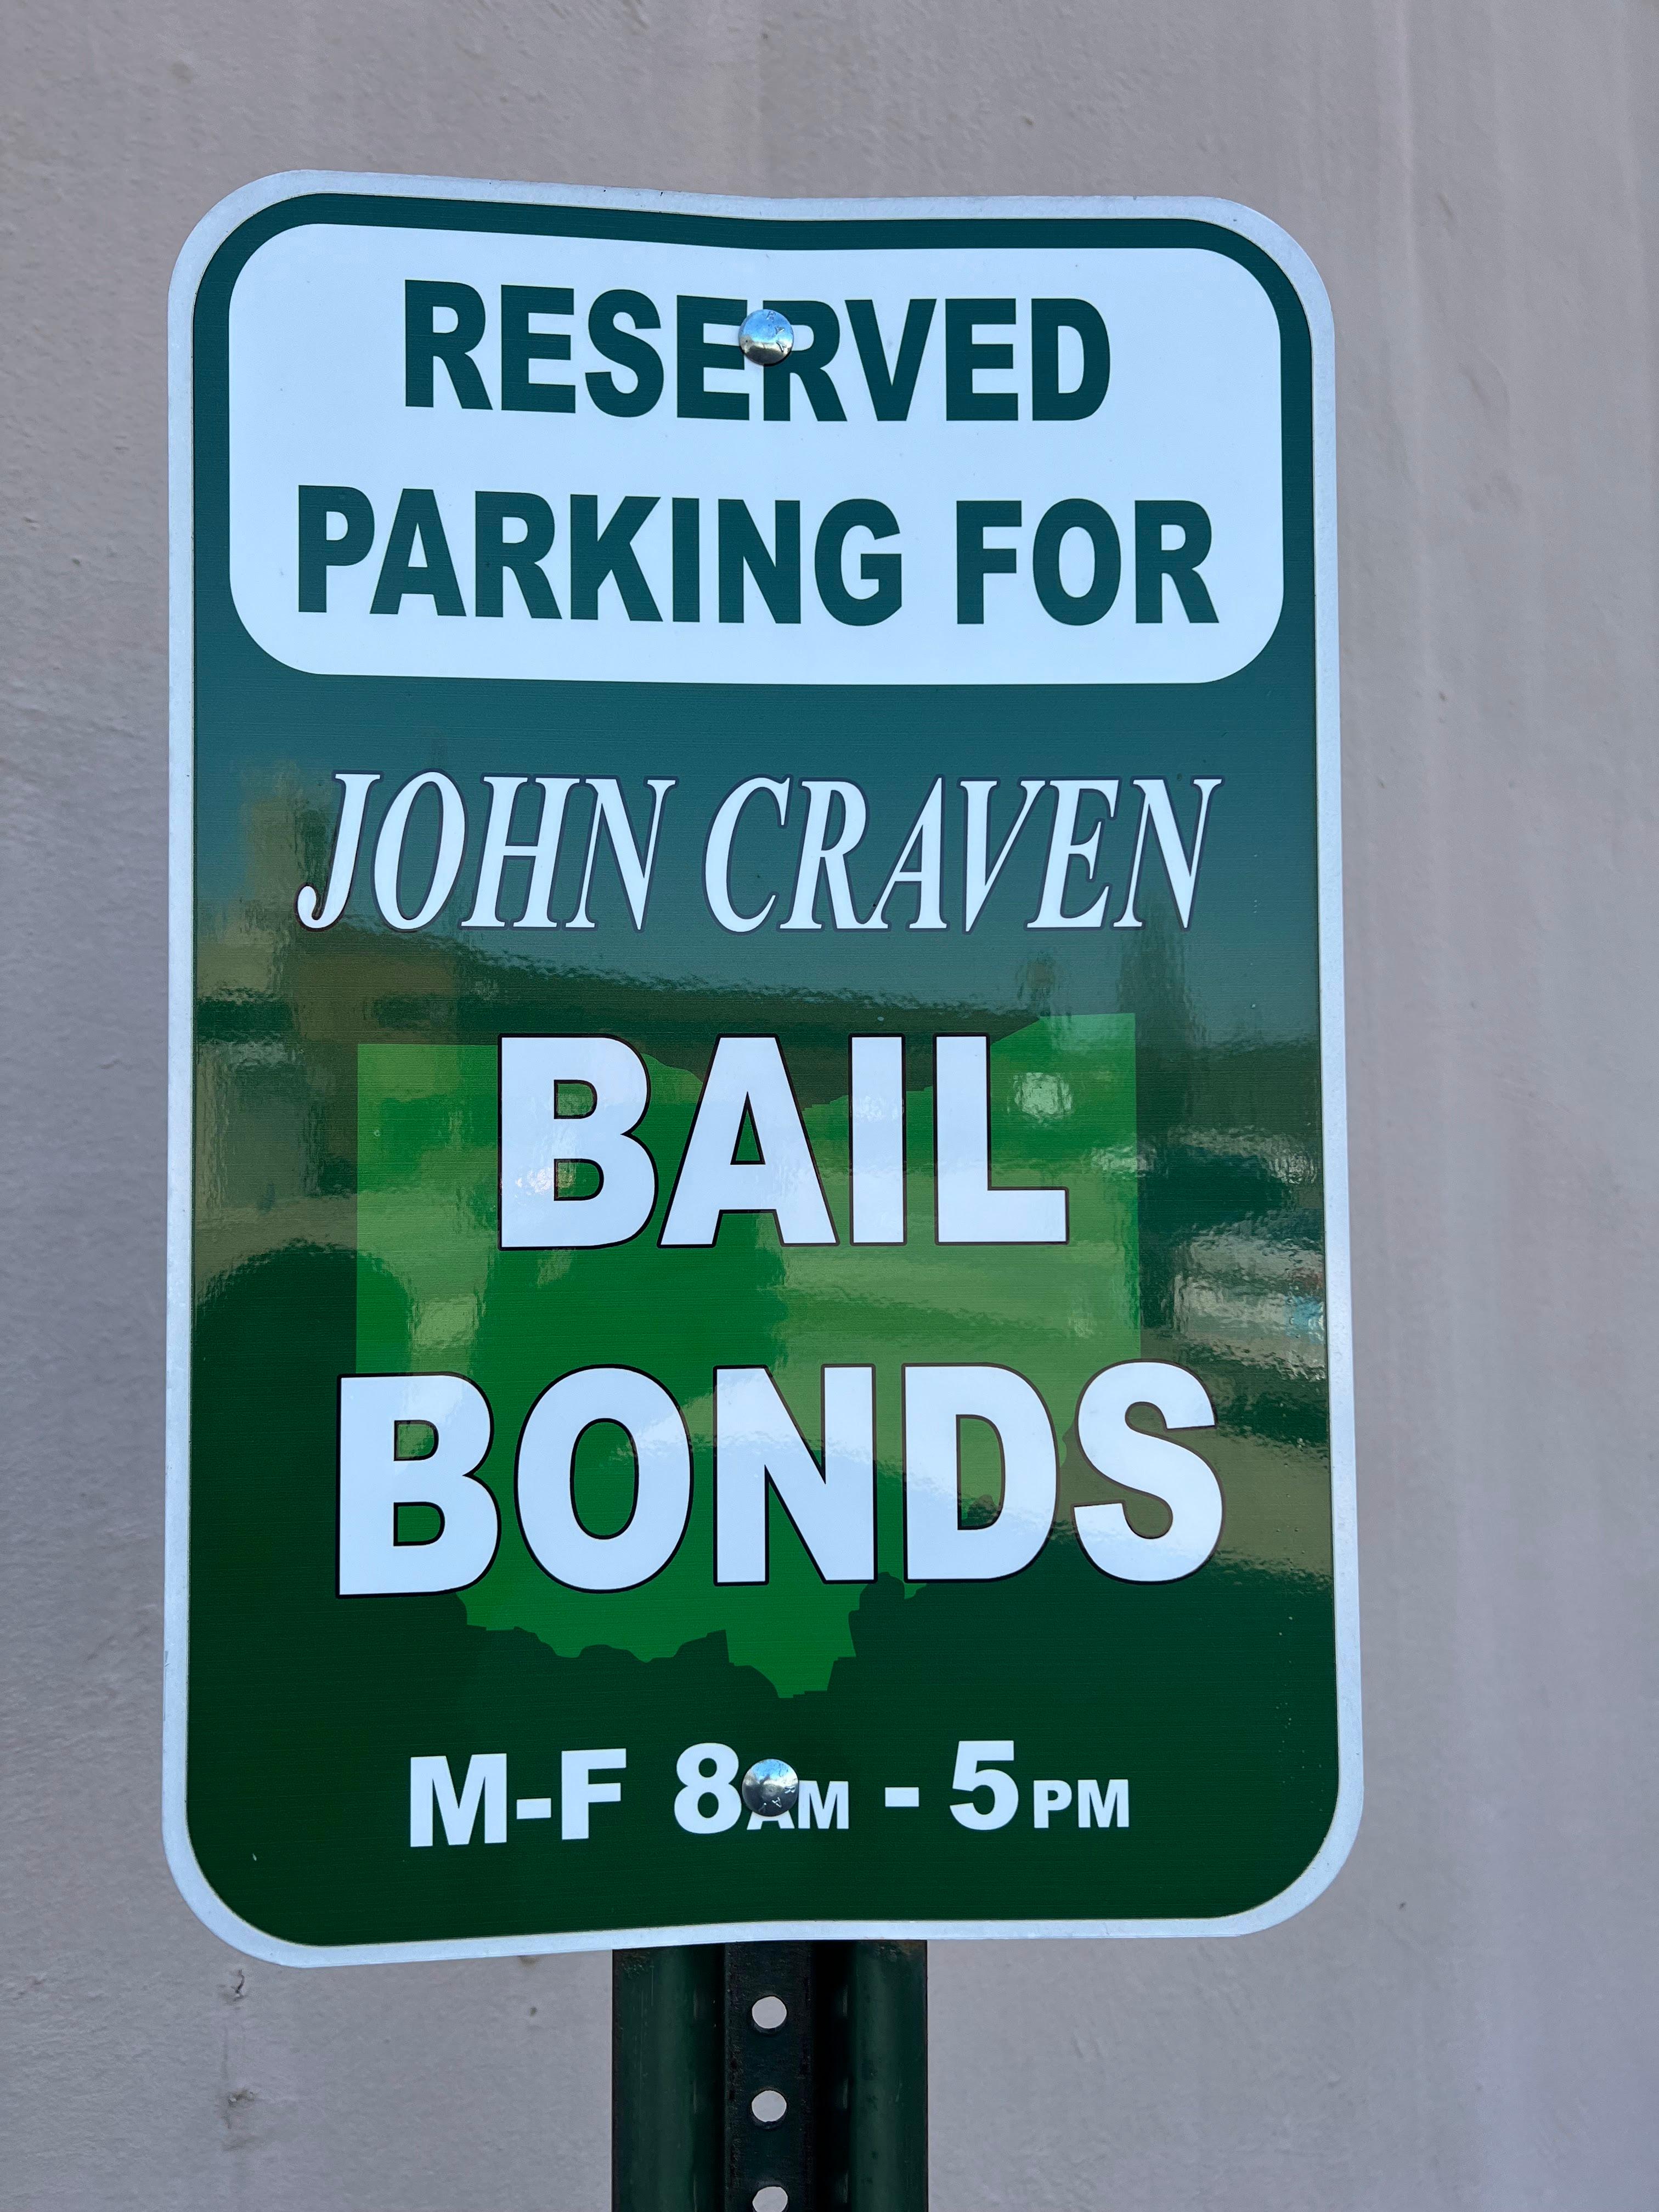 RESERVED
PARKING FOR
JOHN CRAVEN
BAIL
BONDS
M-F 8AM - 5PM